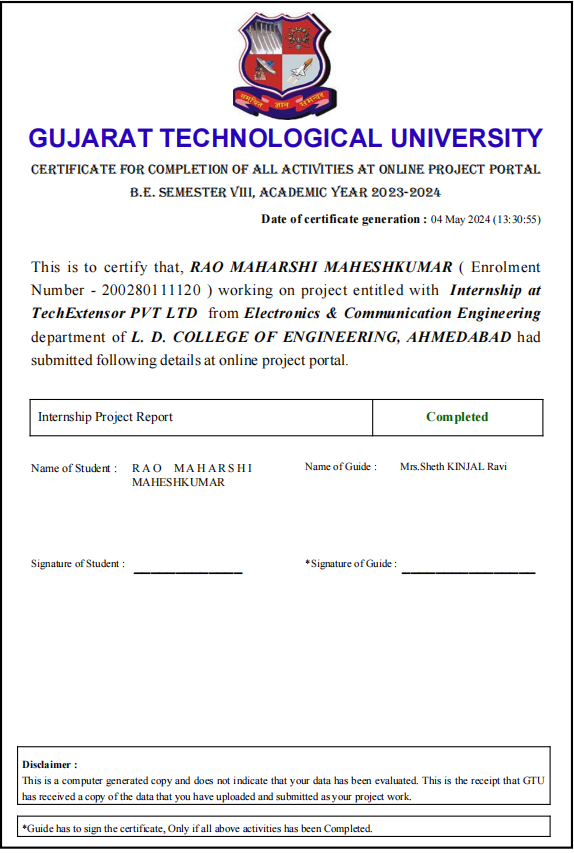 समर्पित ज्ञान समन्वय
GUJARAT TECHNOLOGICAL UNIVERSITY
CERTIFICATE FOR COMPLETION OF ALL ACTIVITIES AT ONLINE PROJECT PORTAL
B.E. SEMESTER VIII, ACADEMIC YEAR 2023-2024
Date of certificate generation : 04 May 2024 (13:30:55)
This is to certify that, RAO MAHARSHI MAHESHKUMAR ( Enrolment
Number - 200280111120 ) working on project entitled with Internship at
TechExtensor PVT LTD from Electronics & Communication Engineering
department of L. D. COLLEGE OF ENGINEERING, AHMEDABAD had
submitted following details at online project portal.
Internship Project Report Completed
Name of Student : RAO MAHARSHI Name of Guide : Mrs.Sheth KINJAL Ravi
MAHESHKUMAR
Signature of Student : *Signature of Guide :
Disclaimer :
This is a computer generated copy and does not indicate that your data has been evaluated. This is the receipt that GTU
has received a copy of the data that you have uploaded and submitted as your project work.
*Guide has to sign the certificate, Only if all above activities has been Completed.